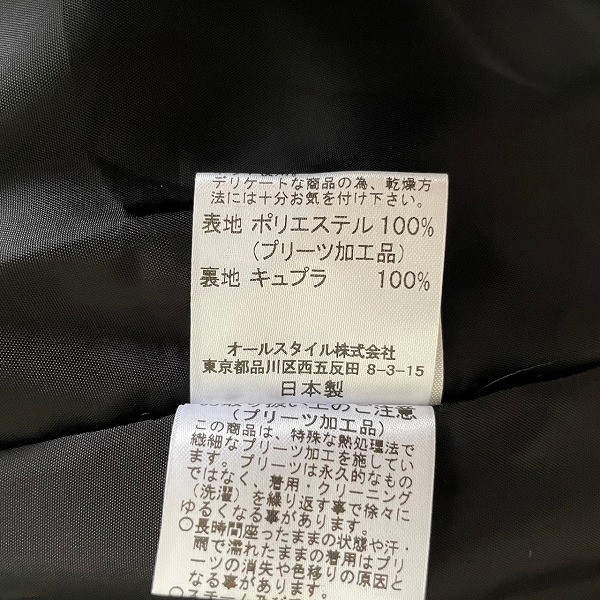 デリケートな商品の為、乾燥方
法には十分お気を付け下さい。
表地 ポリエステル 100%
(プリーツ加工品)
裏地 キュプラ 100%
オールスタイル株式会社
東京都品川区西五反田 8-3-15
日本製
り扱い上のご注意
(プリーツ加工品)
この商品は、特殊な熱処理法で
繊細なプリーツ加工を施してい
ます。プリーツは永久的なもの
ではなく、着用・クリーニング
(洗濯)を繰り返す事で徐々に
ゆるくなる事があります。
○長時間座ったままの状態や汗・
雨で濡れたままの着用はプリ
ーツの消失や色移りの原因と
なる事があります。